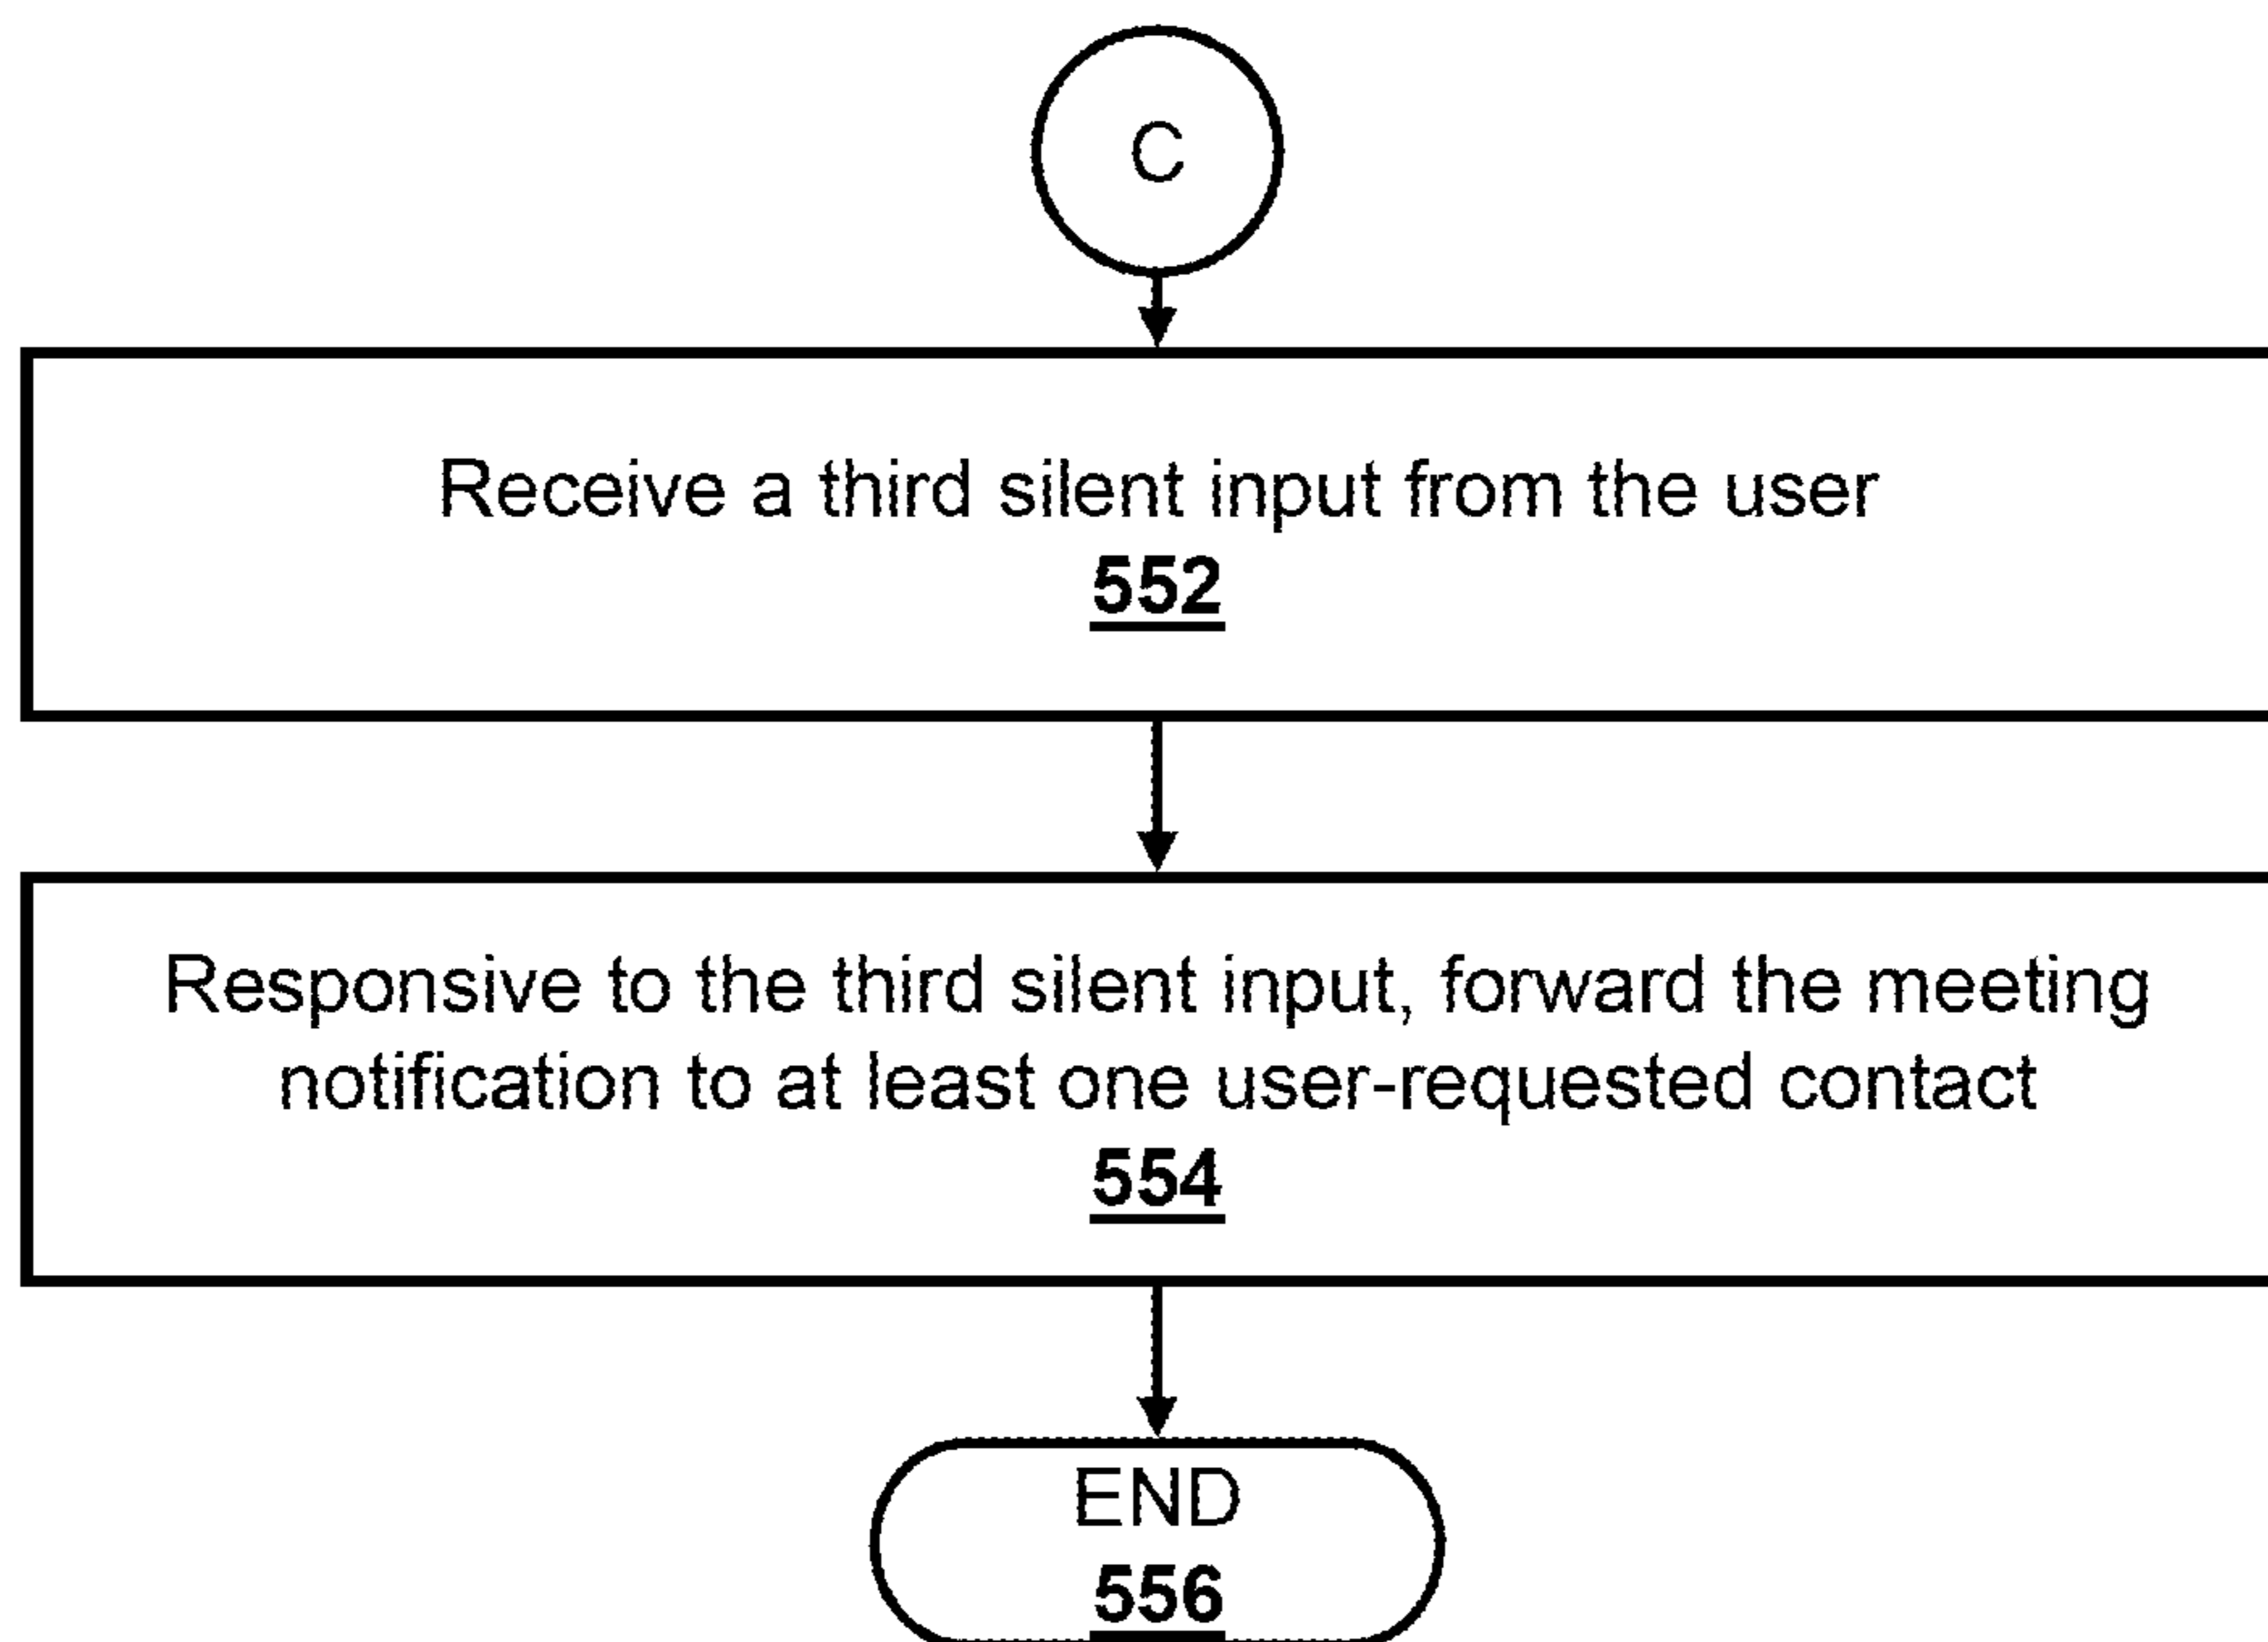 C
Receive a third silent input from the user
552
Responsive to the third silent input, forward the meeting
notification to at least one user-requested contact
554
END
556